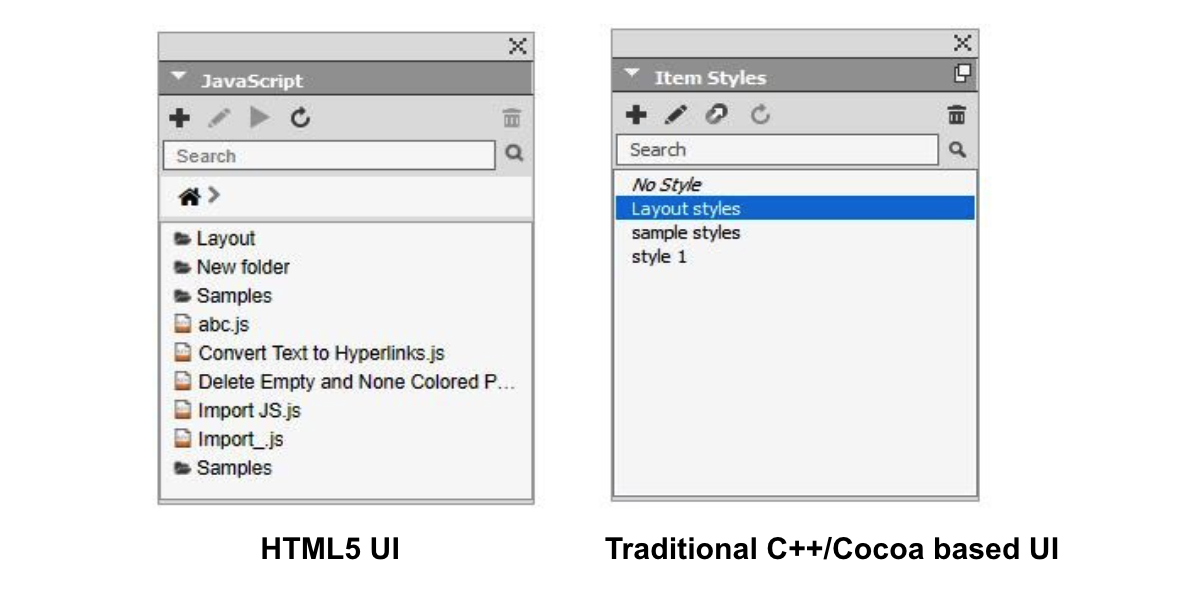 JavaScript
Search
Layout
New folder
Samples
abc.js
Convert Text to Hyperlinks.js
Delete Empty and None Colored P...
Import JS.js
Import_.js
Samples
HTML5 UI
Item Styles
Search
No Style
Layout styles
sample styles
style 1
Traditional C++/Cocoa based UI